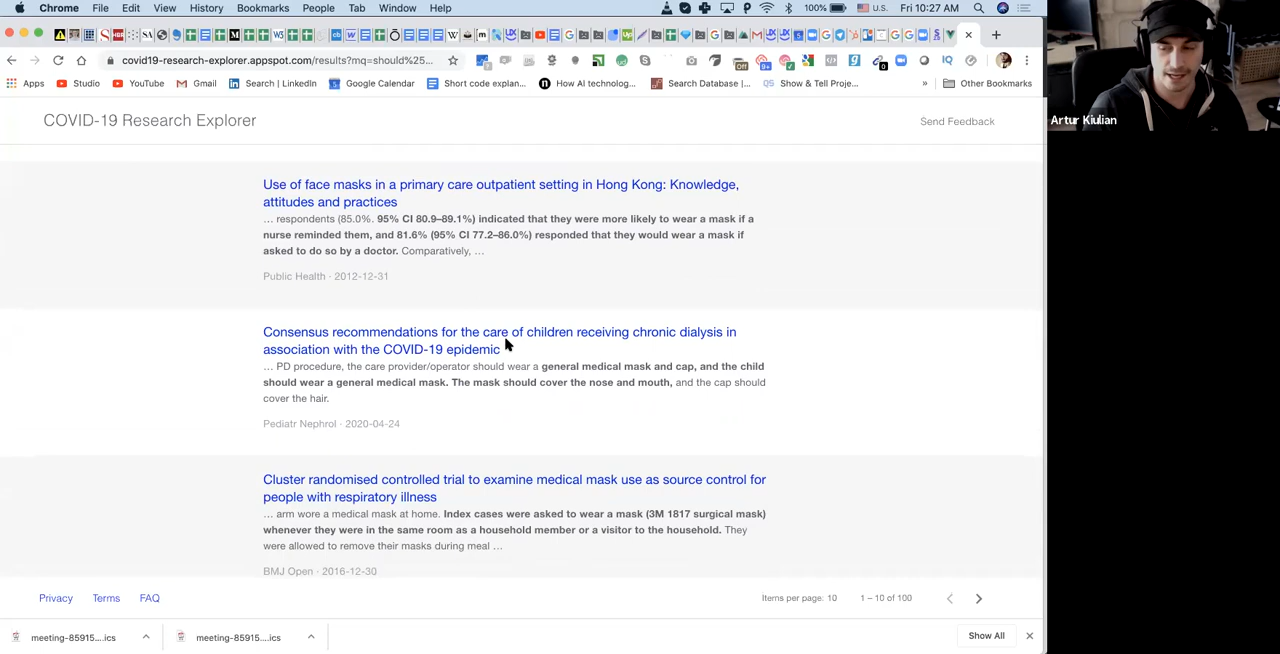 Chrome File Edit View History Bookmarks People Tab Window Help 100% U.S. Fri 10:27 AM
covid19-research-explorer.appspot.com/results?mq=should%25...
Apps Studio YouTube Gmail Search | LinkedIn Google Calendar Short code explan... How AI technolog... Search Database |... QS Show & Tell Proje... » Other Bookmarks
Artur Kiulian
COVID-19 Research Explorer Send Feedback
Use of face masks in a primary care outpatient setting in Hong Kong: Knowledge,
attitudes and practices
... respondents (85.0%. 95% CI 80.9–89.1%) indicated that they were more likely to wear a mask if a
nurse reminded them, and 81.6% (95% CI 77.2–86.0%) responded that they would wear a mask if
asked to do so by a doctor. Comparatively, ...
Public Health · 2012-12-31
Consensus recommendations for the care of children receiving chronic dialysis in
association with the COVID-19 epidemic
... PD procedure, the care provider/operator should wear a general medical mask and cap, and the child
should wear a general medical mask. The mask should cover the nose and mouth, and the cap should
cover the hair.
Pediatr Nephrol · 2020-04-24
Cluster randomised controlled trial to examine medical mask use as source control for
people with respiratory illness
... arm wore a medical mask at home. Index cases were asked to wear a mask (3M 1817 surgical mask)
whenever they were in the same room as a household member or a visitor to the household. They
were allowed to remove their masks during meal ...
BMJ Open · 2016-12-30
Privacy Terms FAQ Items per page: 10 1 – 10 of 100
meeting-85915....ics meeting-85915....ics Show All